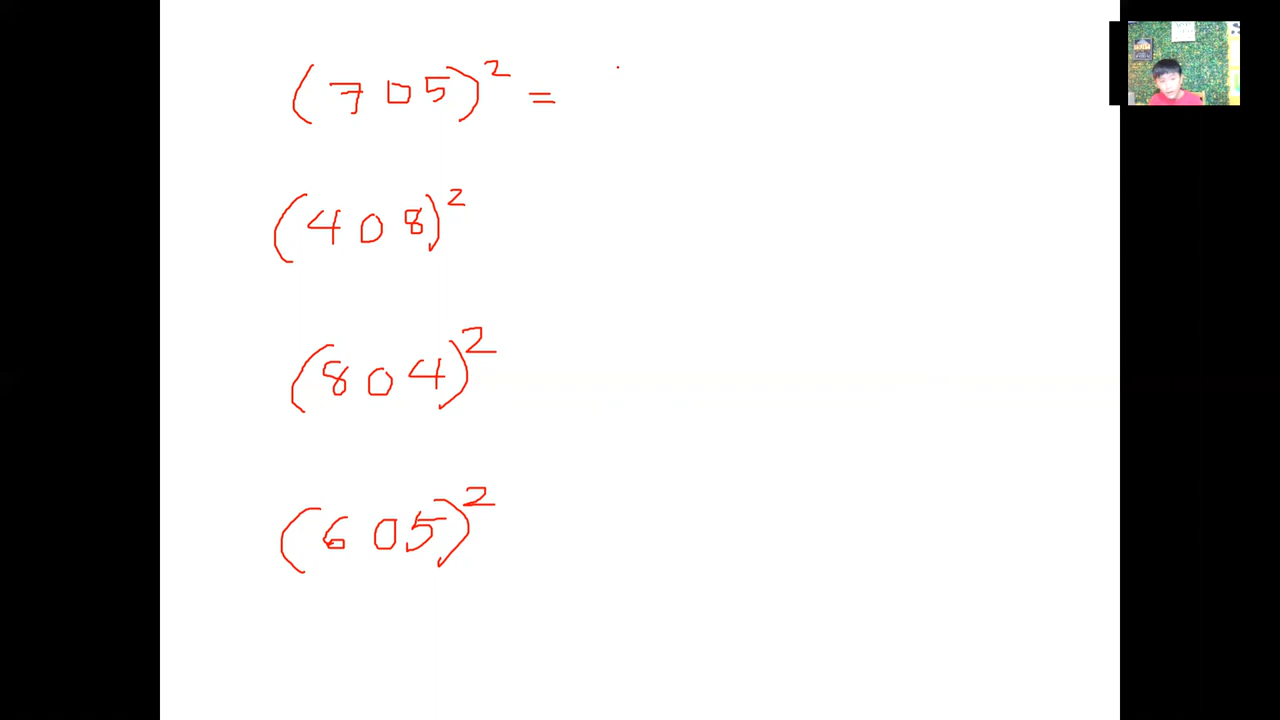 (705)² =
(408)²
(804)²
(605)²